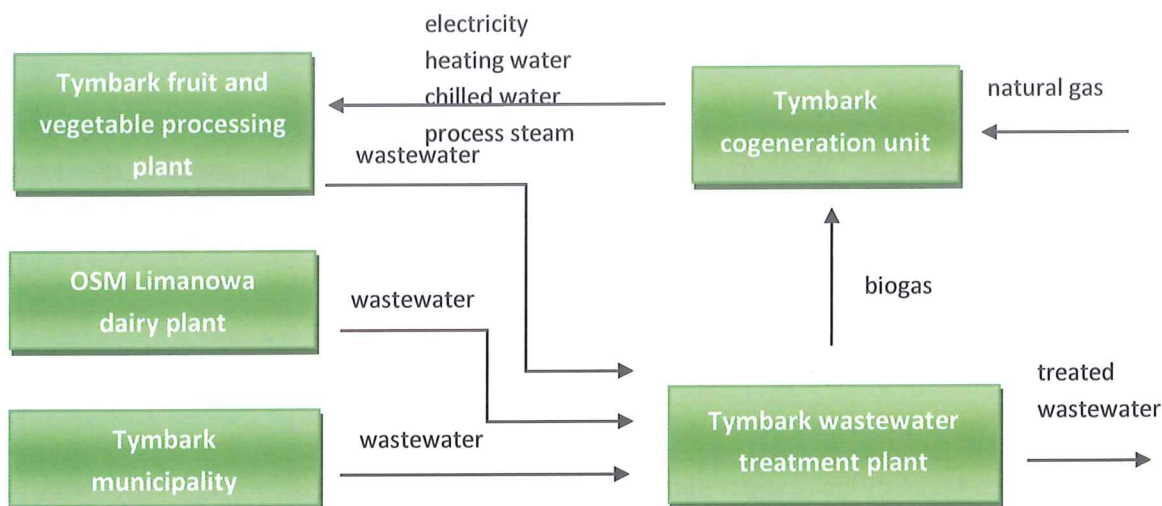 electricity
heating water
chilled water
process steam
Tymbark fruit and
vegetable processing
plant
Tymbark
cogeneration unit
natural gas
wastewater
OSM Limanowa
dairy plant
wastewater
biogas
treated
wastewater
Tymbark
municipality
wastewater
Tymbark wastewater
treatment plant